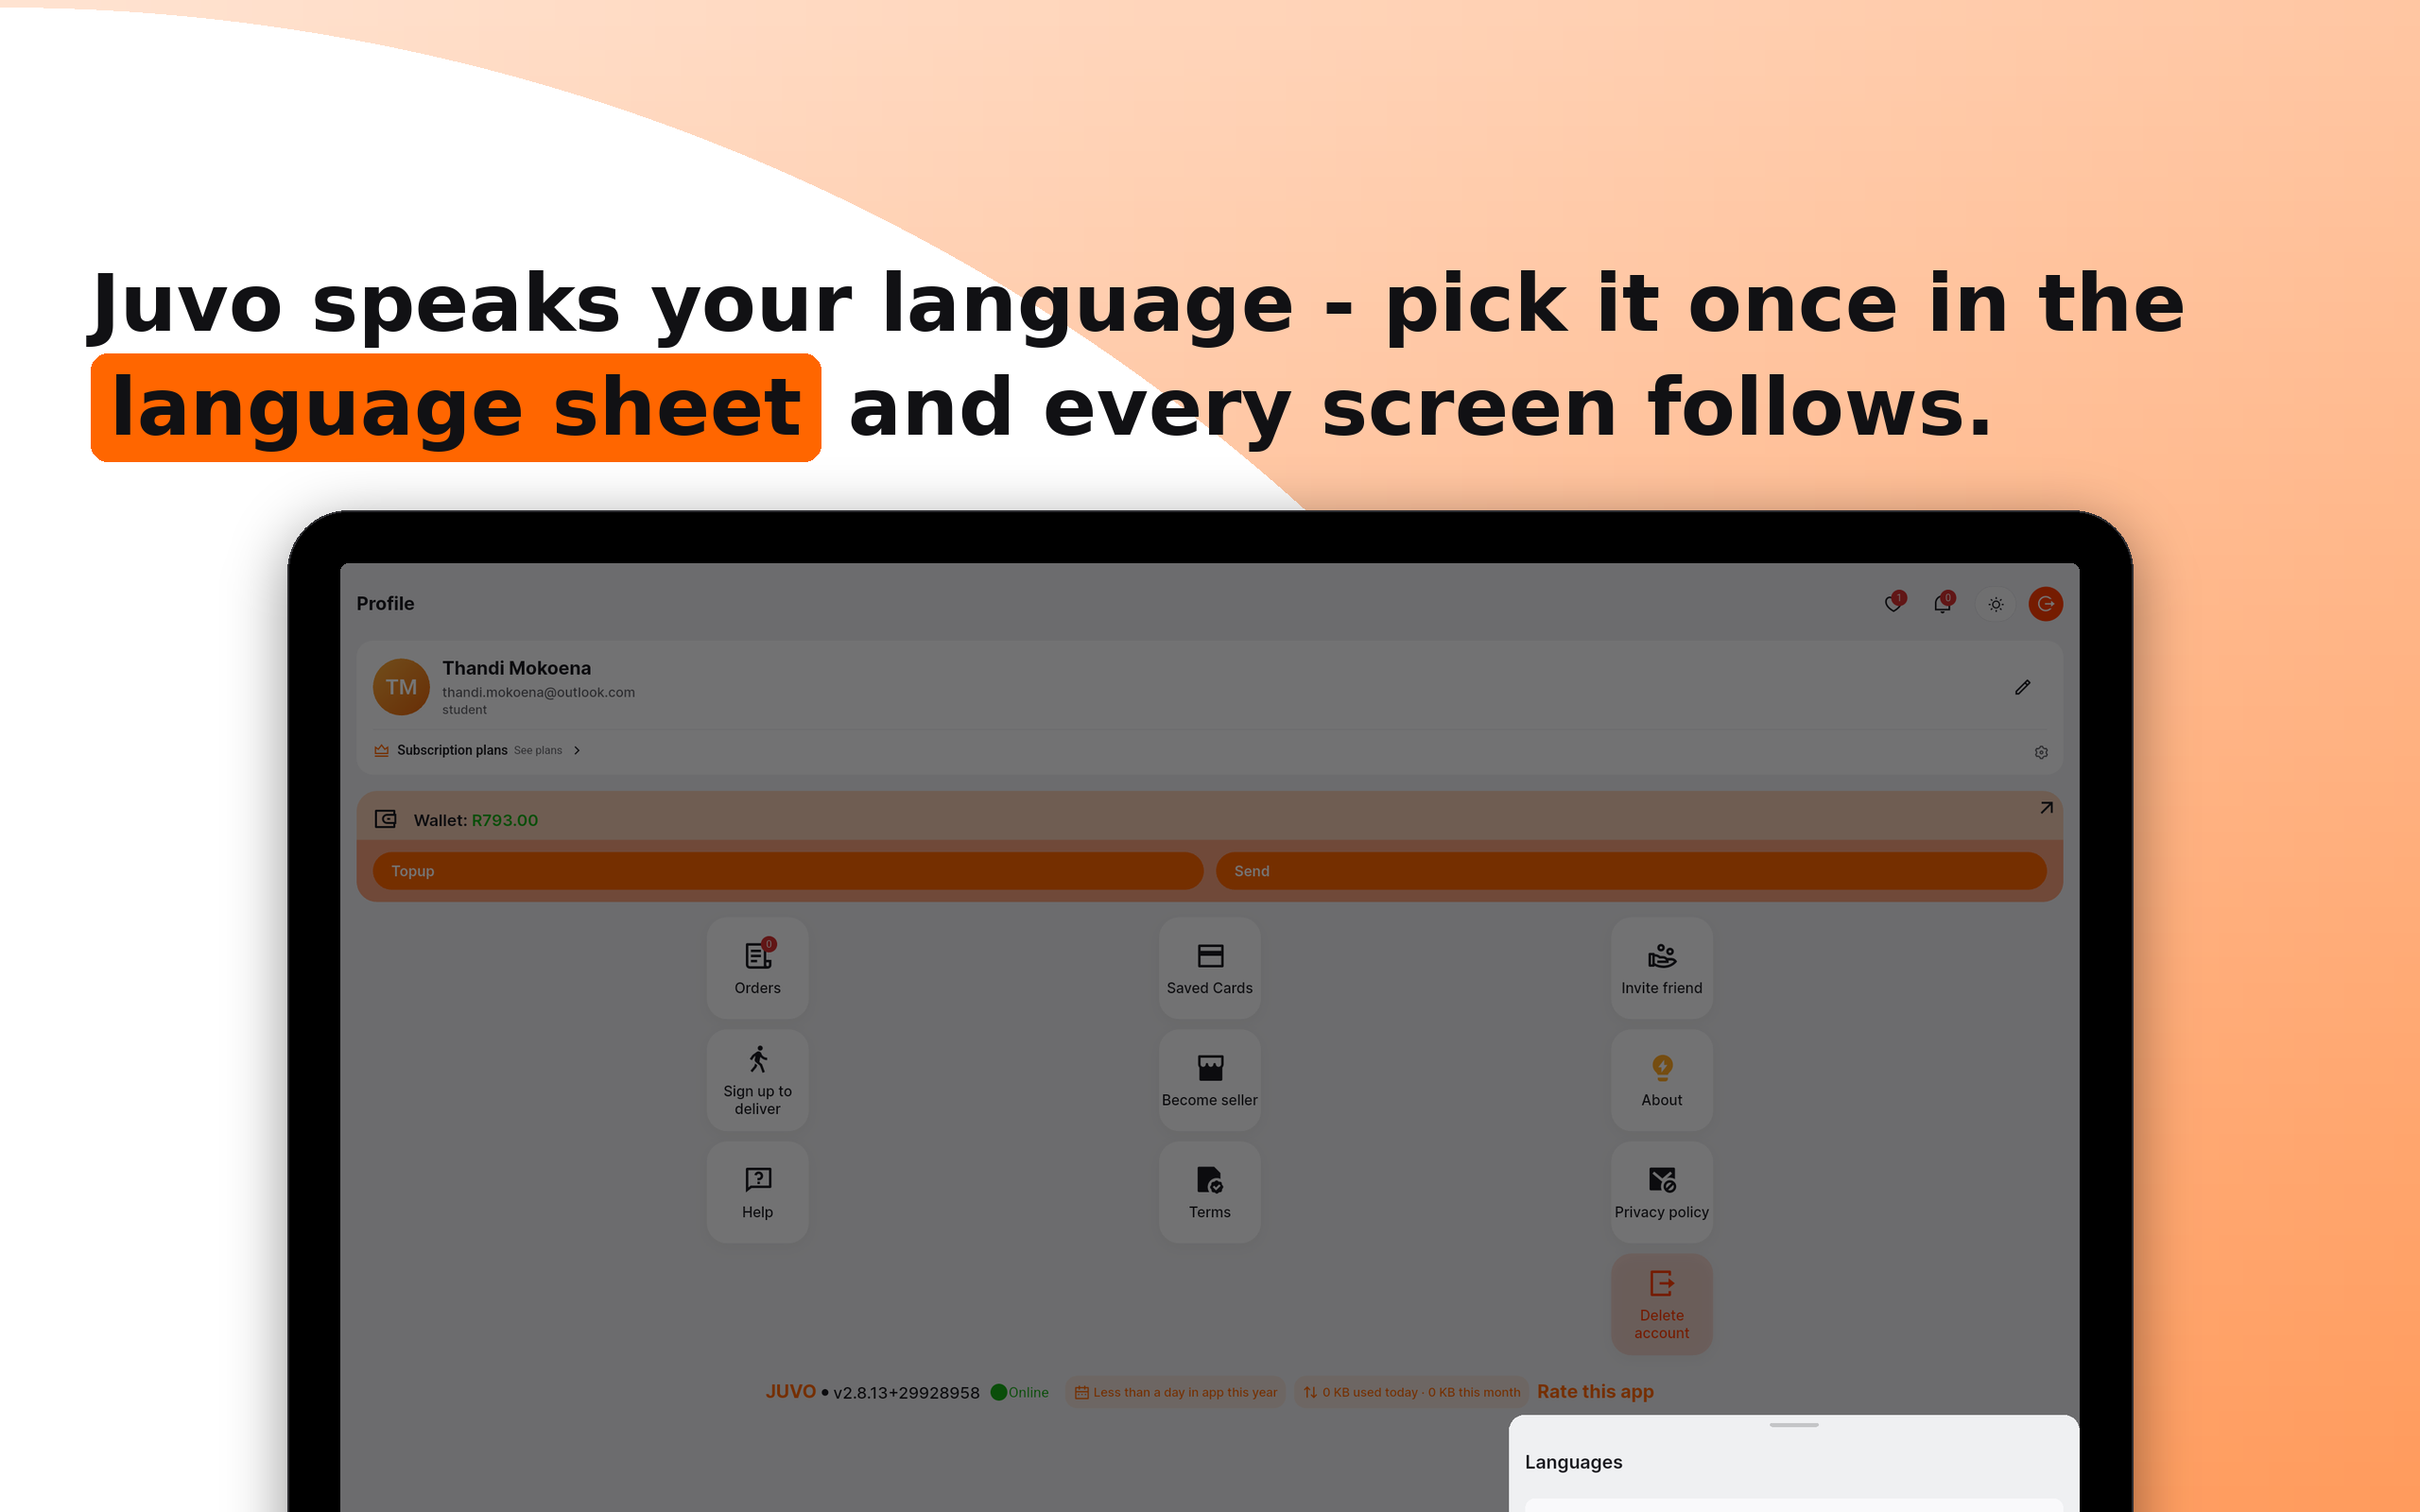 Juvo speaks your language - pick it once in the
language sheet and every screen follows.
Profile
1
0
TM
Thandi Mokoena
thandi.mokoena@outlook.com
student
Subscription plans See plans
Wallet: R793.00
Topup
Send
0
Orders
Saved Cards
Invite friend
Sign up to
deliver
Become seller
About
Help
Terms
Privacy policy
Delete
account
JUVO • v2.8.13+29928958 Online Less than a day in app this year 0 KB used today · 0 KB this month Rate this app
Languages